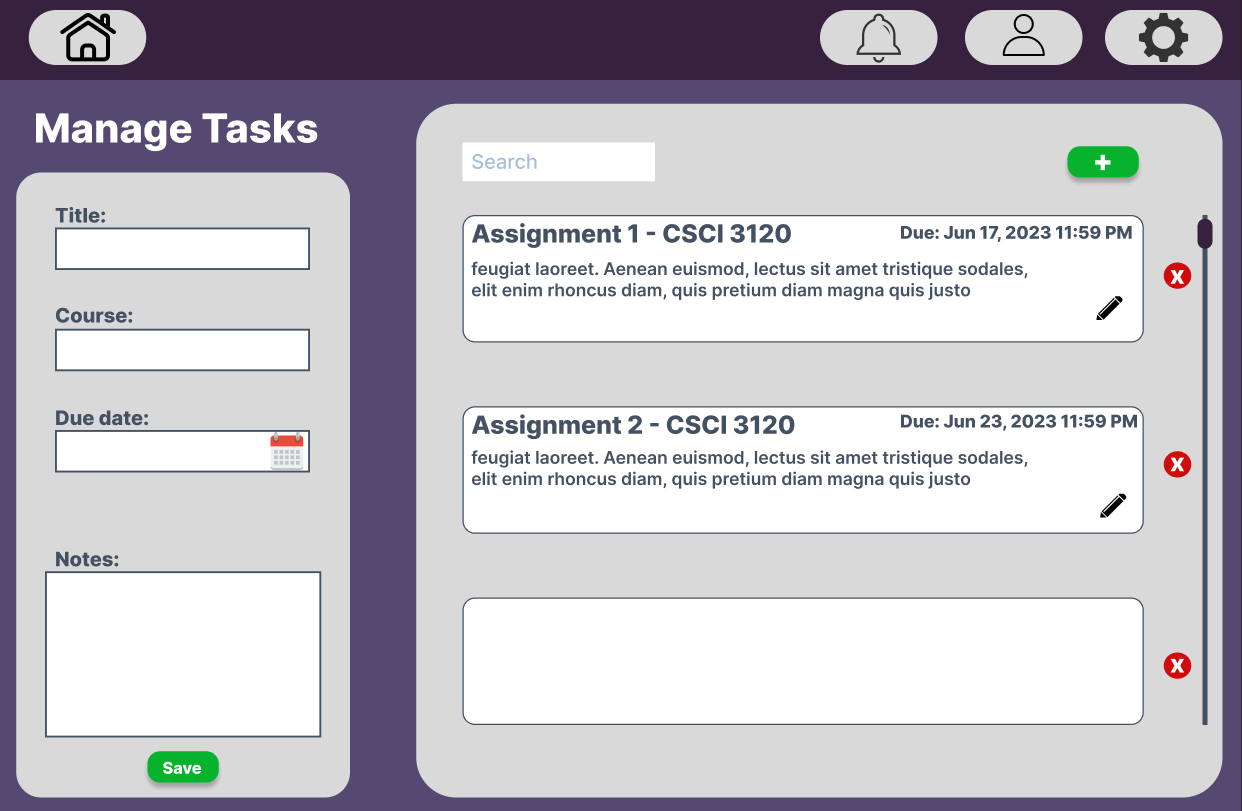 Manage Tasks
Title:
Course:
Due date:
Notes:
Save
Search
+
Assignment 1 - CSCI 3120
Due: Jun 17, 2023 11:59 PM
feugiat laoreet. Aenean euismod, lectus sit amet tristique sodales,
elit enim rhoncus diam, quis pretium diam magna quis justo
X
Assignment 2 - CSCI 3120
Due: Jun 23, 2023 11:59 PM
feugiat laoreet. Aenean euismod, lectus sit amet tristique sodales,
elit enim rhoncus diam, quis pretium diam magna quis justo
X
X